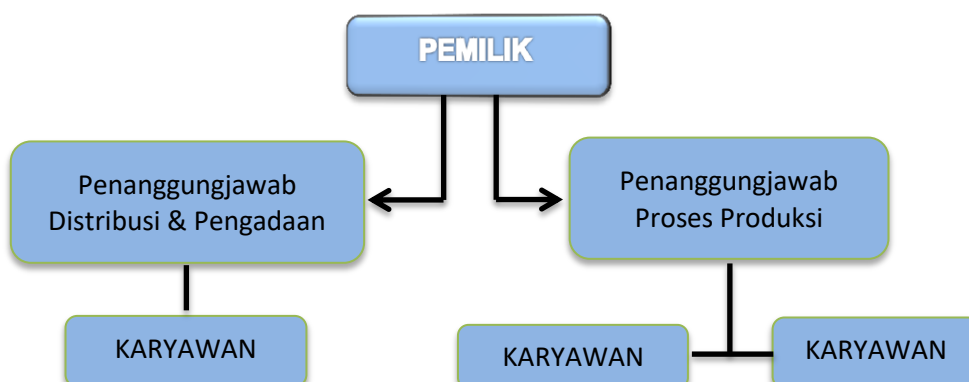 PEMILIK
Penanggungjawab
Distribusi & Pengadaan
Penanggungjawab
Proses Produksi
KARYAWAN
KARYAWAN
KARYAWAN